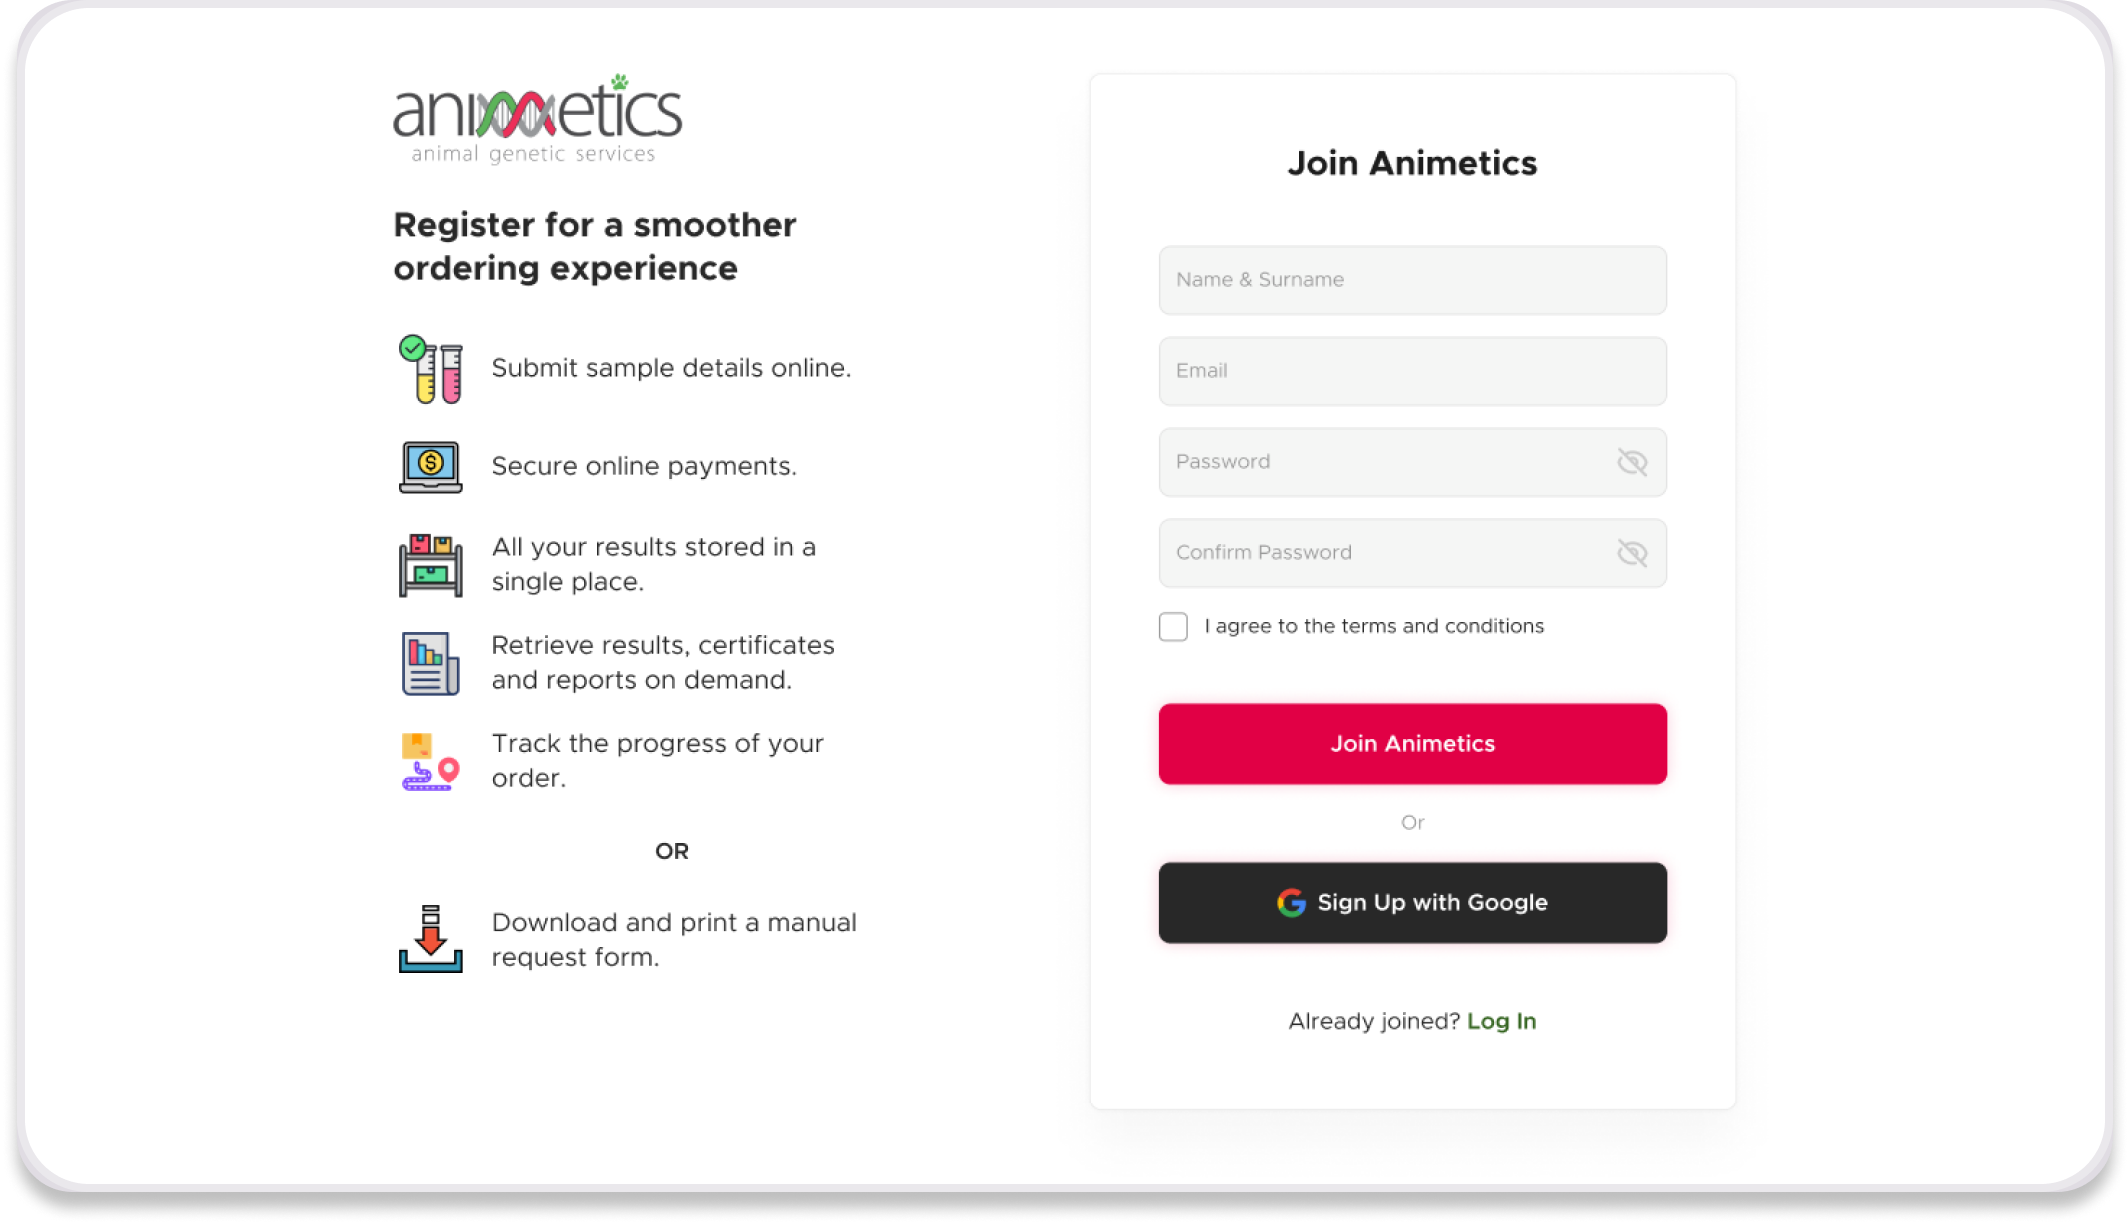 animetics
animal genetic services
Register for a smoother
ordering experience
Submit sample details online.
Secure online payments.
All your results stored in a
single place.
Retrieve results, certificates
and reports on demand.
Track the progress of your
order.
OR
Download and print a manual
request form.
Join Animetics
Name & Surname
Email
Password
Confirm Password
I agree to the terms and conditions
Join Animetics
Or
Sign Up with Google
Already joined? Log In